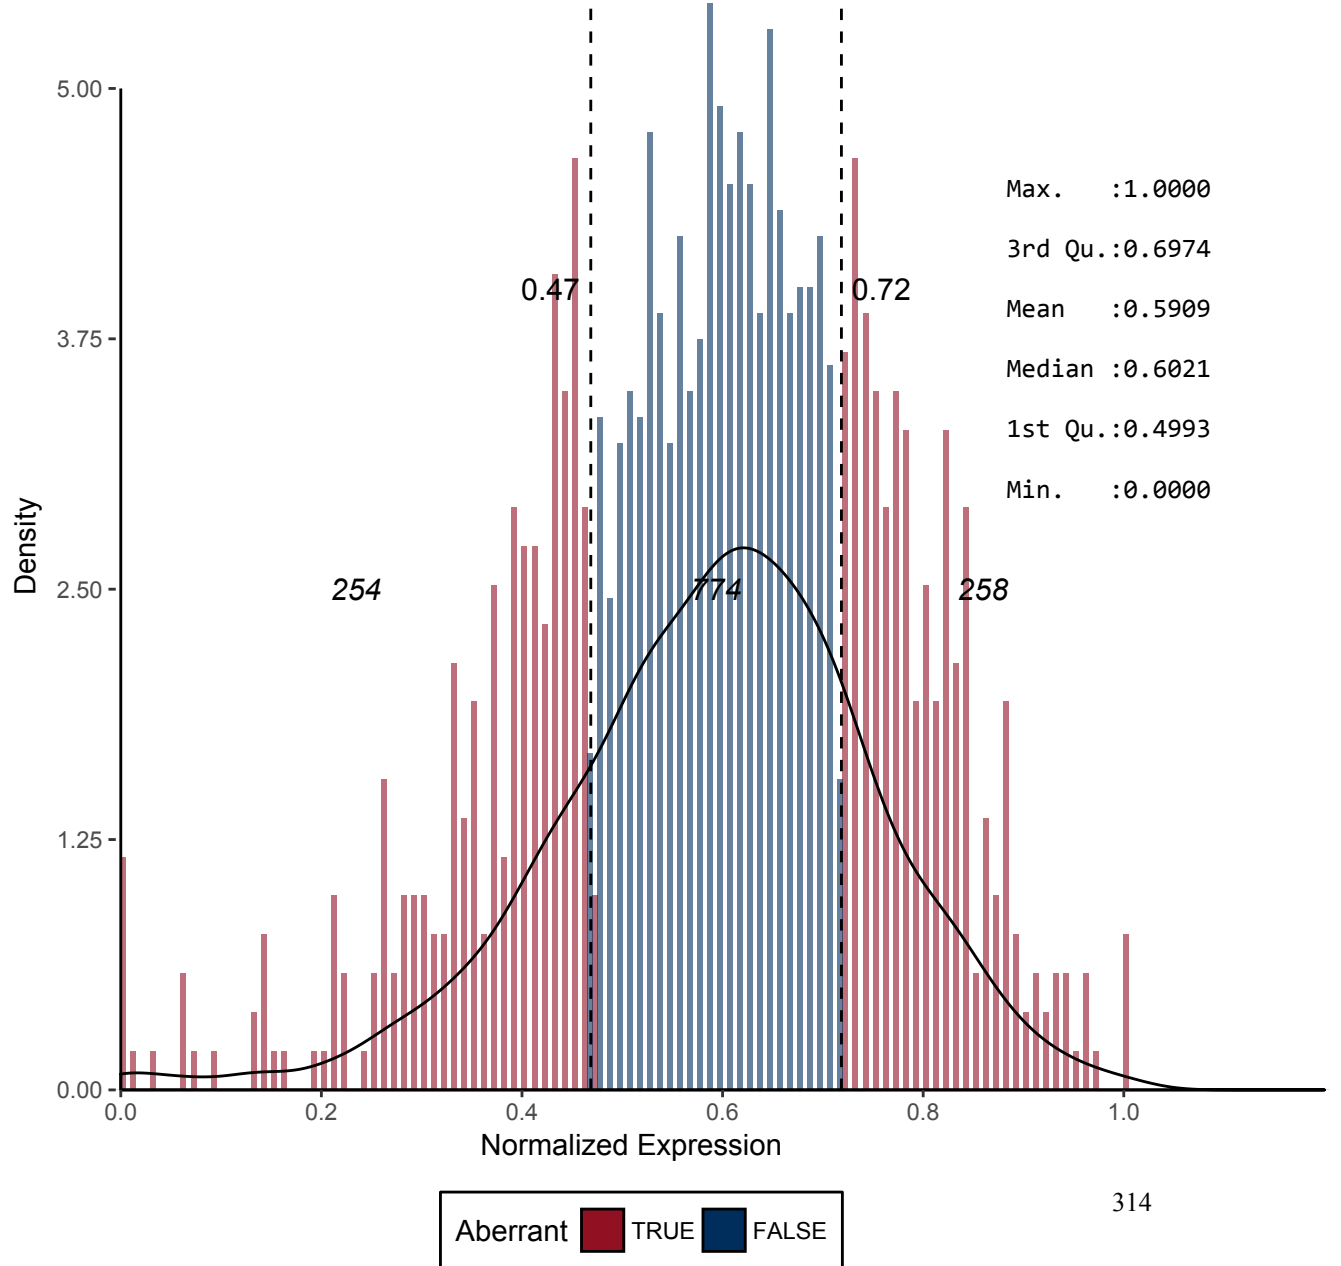 5.00
3.75
2.50
1.25
0.00
Density
0.47
0.72
254
774
258
Max.   :1.0000
3rd Qu.:0.6974
Mean   :0.5909
Median :0.6021
1st Qu.:0.4993
Min.   :0.0000
0.0 0.2 0.4 0.6 0.8 1.0
Normalized Expression
Aberrant TRUE FALSE
314